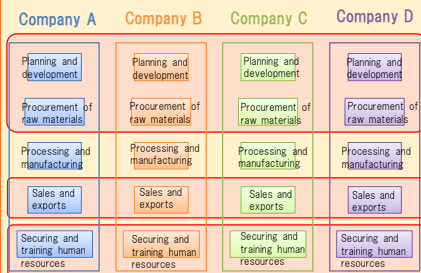 Company A
Company B
Company C
Company D
Planning and
development
Planning and
development
Planning and
development
Planning and
development
Procurement of
raw materials
Procurement of
raw materials
Procurement of
raw materials
Procurement of
raw materials
Processing and
manufacturing
Processing and
manufacturing
Processing and
manufacturing
Processing and
manufacturing
Sales and
exports
Sales and
exports
Sales and
exports
Sales and
exports
Securing and
training human
resources
Securing and
training human
resources
Securing and
training human
resources
Securing and
training human
resources